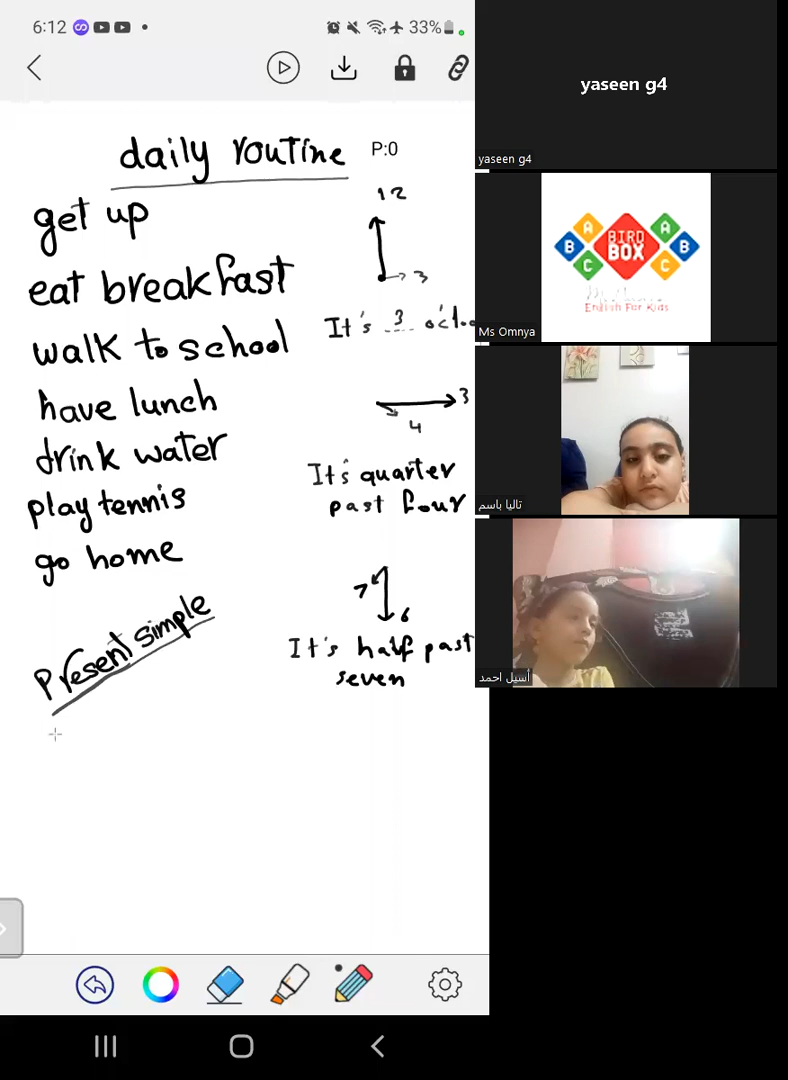 6:12
33%
daily routine
P:0
get up
eat breakfast
walk to school
have lunch
drink water
play tennis
go home
Present simple
12
3
It's 3 o'clo
3
4
It's quarter
past four
7
6
It's half past
seven
yaseen g4
yaseen g4
A
B
C
BIRD
BOX
A
B
C
English For Kids
Ms Omnya
تاليا باسم
أسيل احمد